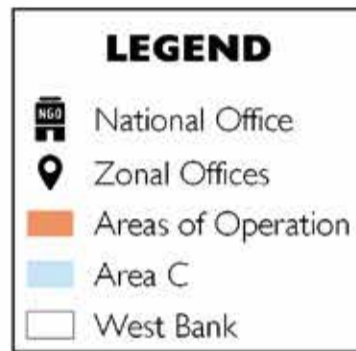 LEGEND
NGO
National Office
Zonal Offices
Areas of Operation
Area C
West Bank